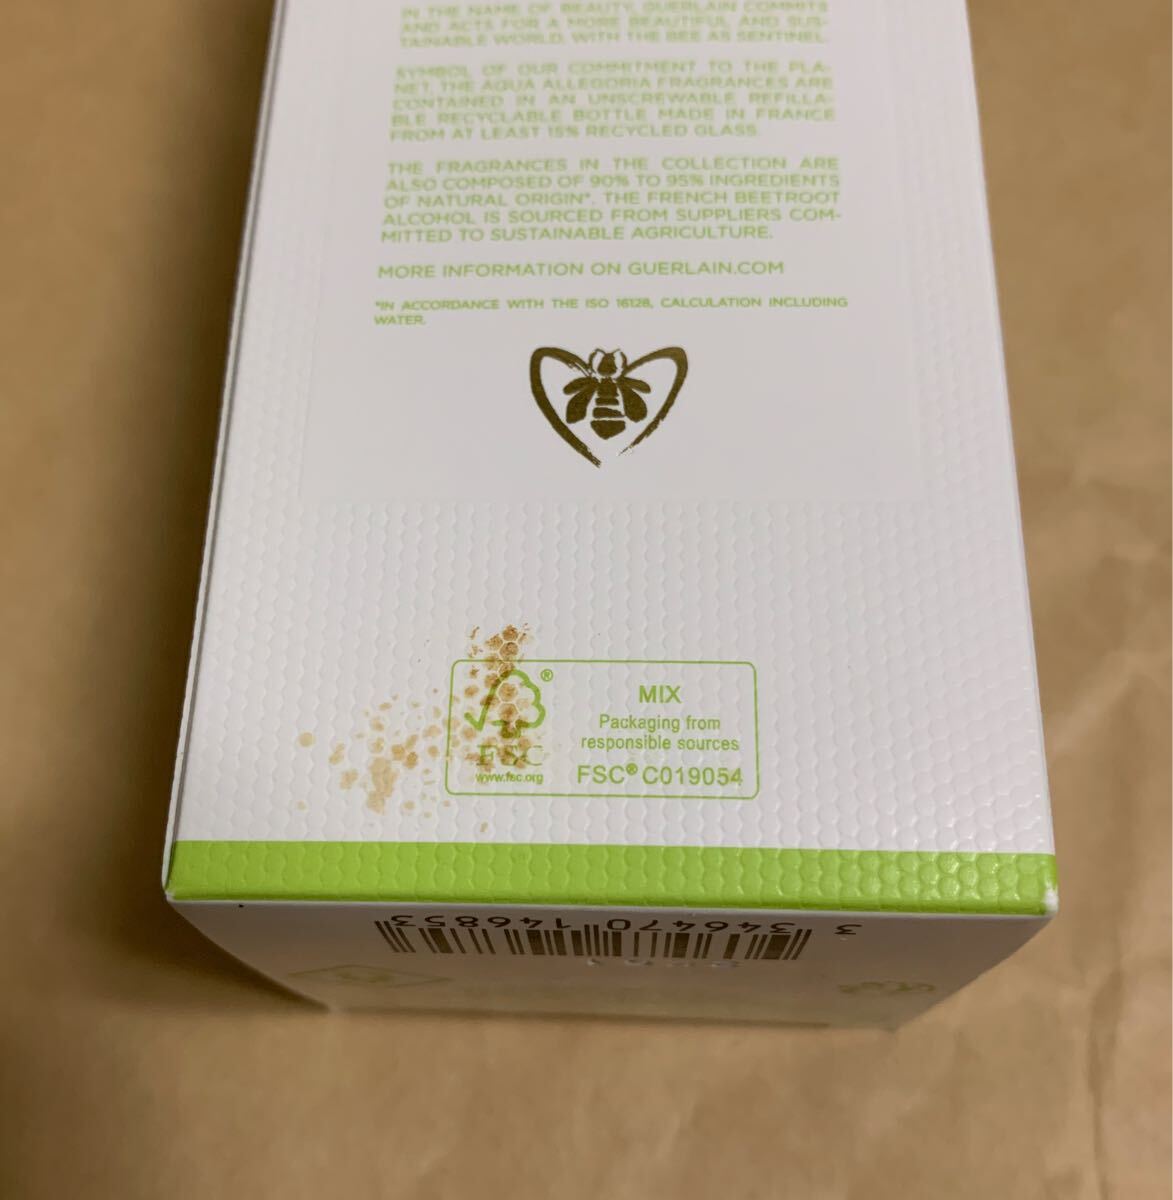 IN THE NAME OF BEAUTY, GUERLAIN COMMITS
AND ACTS FOR A MORE BEAUTIFUL AND SUS-
TAINABLE WORLD, WITH THE BEE AS SENTINEL.
SYMBOL OF OUR COMMITMENT TO THE PLA-
NET, THE AQUA ALLEGORIA FRAGRANCES ARE
CONTAINED IN AN UNSCREWABLE REFILLA-
BLE RECYCLABLE BOTTLE MADE IN FRANCE
FROM AT LEAST 15% RECYCLED GLASS.
THE FRAGRANCES IN THE COLLECTION ARE
ALSO COMPOSED OF 90% TO 95% INGREDIENTS
OF NATURAL ORIGIN*. THE FRENCH BEETROOT
ALCOHOL IS SOURCED FROM SUPPLIERS COM-
MITTED TO SUSTAINABLE AGRICULTURE.
MORE INFORMATION ON GUERLAIN.COM
*IN ACCORDANCE WITH THE ISO 16128, CALCULATION INCLUDING
WATER.
®
FSC
www.fsc.org
MIX
Packaging from
responsible sources
FSC® C019054
3 346470 146853